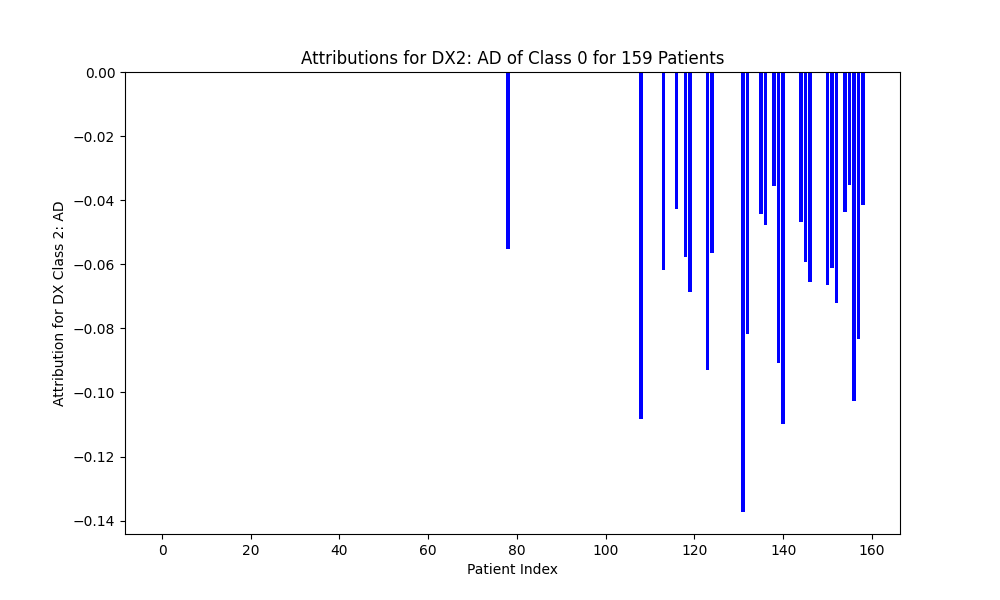 Attributions for DX2: AD of Class 0 for 159 Patients
Attribution for DX Class 2: AD
0.00
−0.02
−0.04
−0.06
−0.08
−0.10
−0.12
−0.14
0 20 40 60 80 100 120 140 160
Patient Index